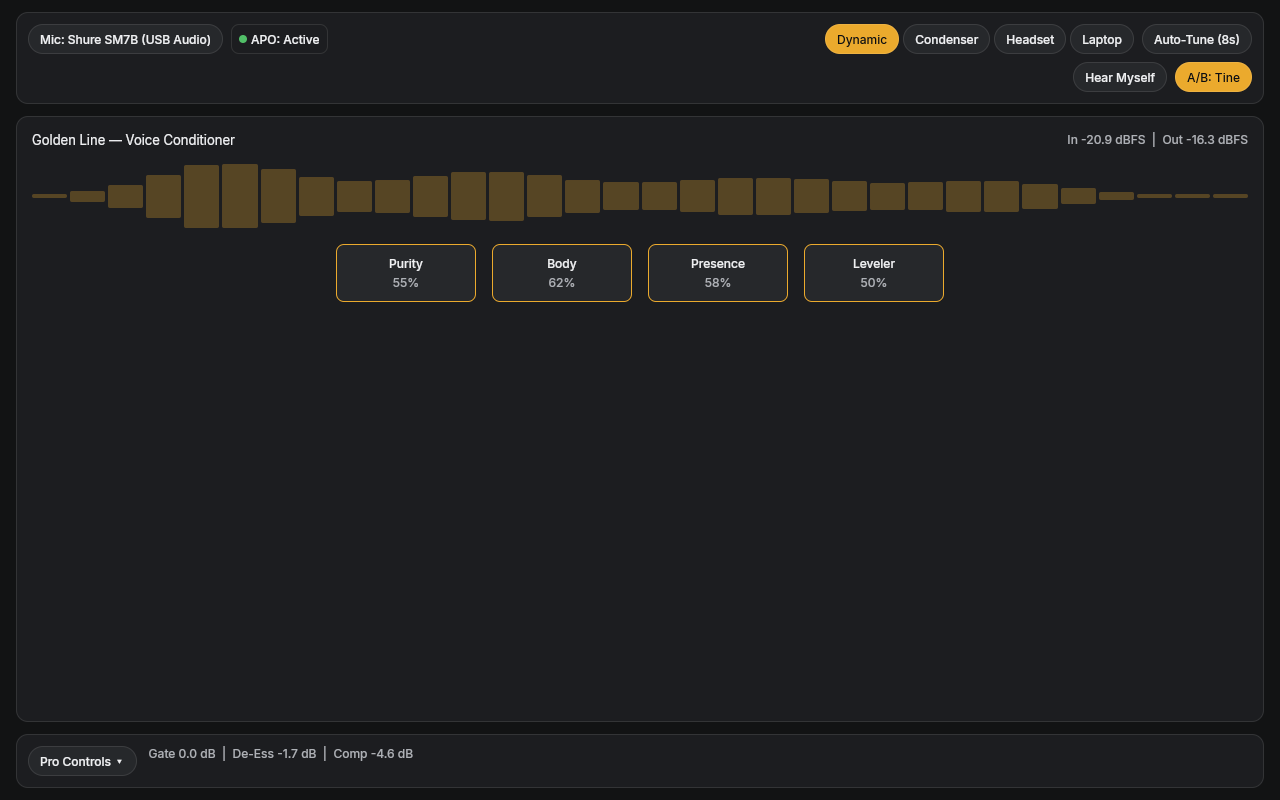 Mic: Shure SM7B (USB Audio)
APO: Active
Dynamic
Condenser
Headset
Laptop
Auto-Tune (8s)
Hear Myself
A/B: Tine
Golden Line — Voice Conditioner
In -20.9 dBFS | Out -16.3 dBFS
Purity
55%
Body
62%
Presence
58%
Leveler
50%
Pro Controls ▾
Gate 0.0 dB | De-Ess -1.7 dB | Comp -4.6 dB